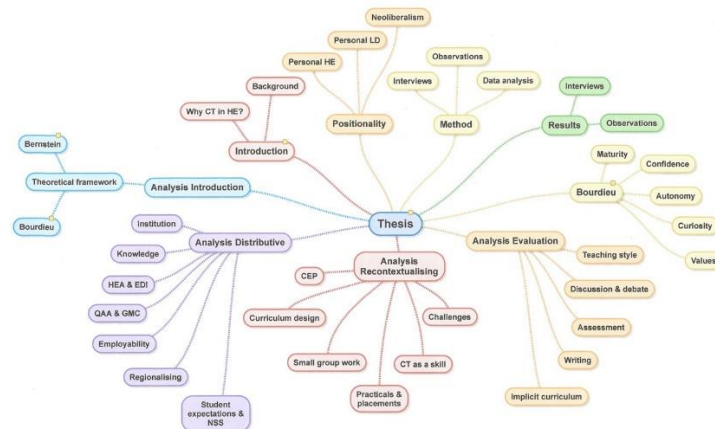 Neoliberalism
Personal LD
Personal HE
Positionality
Observations
Interviews
Data analysis
Method
Interviews
Observations
Results
Background
Why CT in HE?
Introduction
Bernstein
Theoretical framework
Bourdieu
Analysis Introduction
Thesis
Maturity
Confidence
Autonomy
Curiosity
Values
Bourdieu
Institution
Knowledge
HEA & EDI
QAA & GMC
Employability
Regionalising
Student
expectations &
NSS
Analysis Distributive
Analysis
Recontextualising
CEP
Curriculum design
Small group work
Practicals &
placements
CT as a skill
Challenges
Analysis Evaluation
Teaching style
Discussion & debate
Assessment
Writing
Implicit curriculum